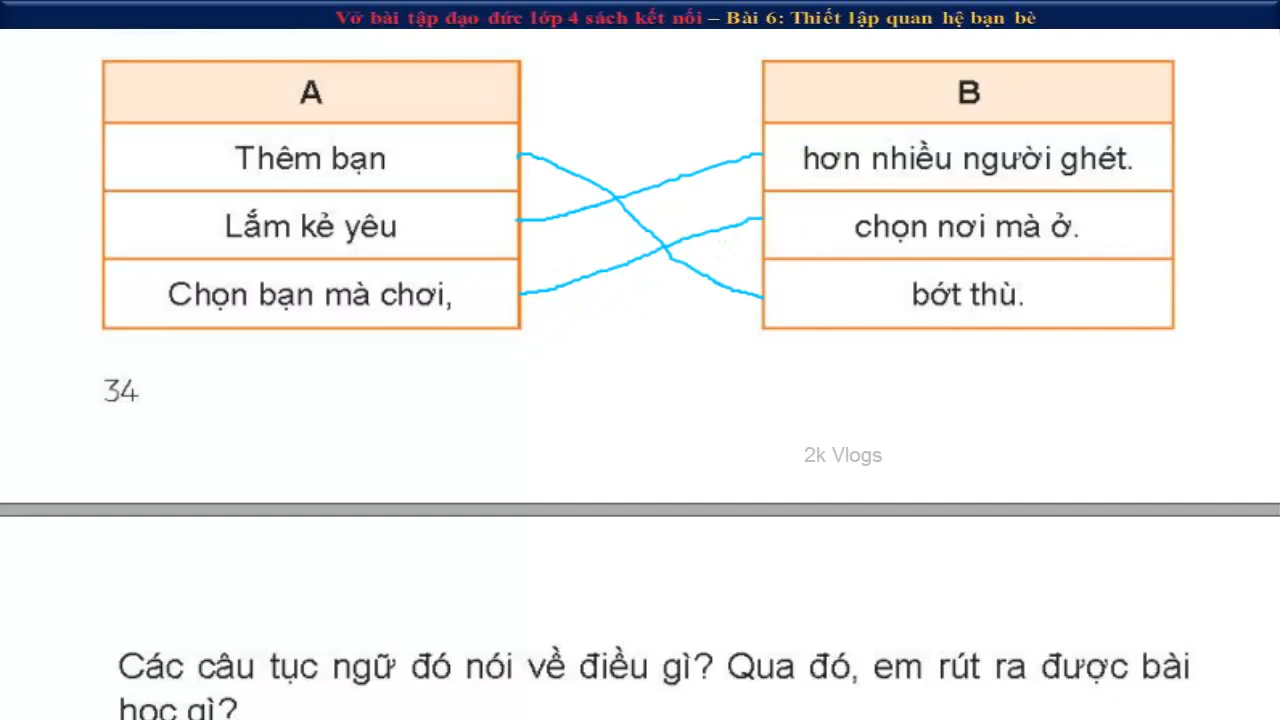 Vở bài tập đạo đức lớp 4 sách kết nối – Bài 6: Thiết lập quan hệ bạn bè
A
B
Thêm bạn
hơn nhiều người ghét.
Lắm kẻ yêu
chọn nơi mà ở.
Chọn bạn mà chơi,
bớt thù.
34
2k Vlogs
Các câu tục ngữ đó nói về điều gì? Qua đó, em rút ra được bài
học gì?